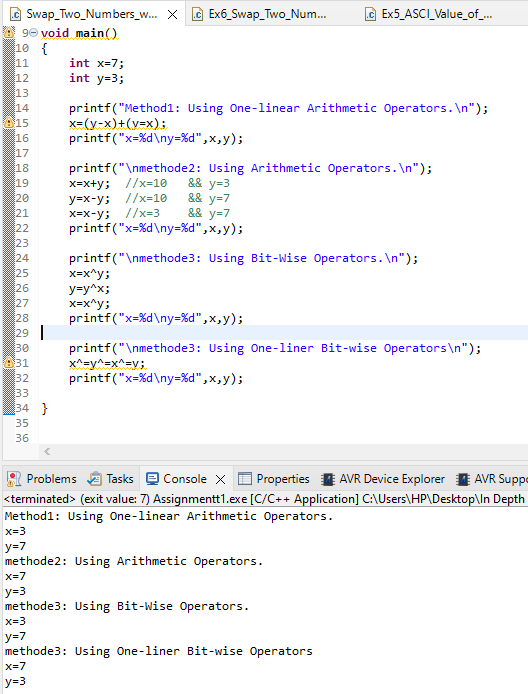 Swap_Two_Numbers_w... Ex6_Swap_Two_Num... Ex5_ASCI_Value_of_...
9 void main()
10 {
11 int x=7;
12 int y=3;
13
14 printf("Method1: Using One-linear Arithmetic Operators.\n");
15 x=(y-x)+(y=x);
16 printf("x=%d\ny=%d",x,y);
17
18 printf("\nmethode2: Using Arithmetic Operators.\n");
19 x=x+y; //x=10 && y=3
20 y=x-y; //x=10 && y=7
21 x=x-y; //x=3 && y=7
22 printf("x=%d\ny=%d",x,y);
23
24 printf("\nmethode3: Using Bit-Wise Operators.\n");
25 x=x^y;
26 y=y^x;
27 x=x^y;
28 printf("x=%d\ny=%d",x,y);
29
30 printf("\nmethode3: Using One-liner Bit-wise Operators\n");
31 x^=y^=x^=y;
32 printf("x=%d\ny=%d",x,y);
33
34 }
35
36
Problems Tasks Console Properties AVR Device Explorer AVR Suppo
<terminated> (exit value: 7) Assignmentt1.exe [C/C++ Application] C:\Users\HP\Desktop\In Depth
Method1: Using One-linear Arithmetic Operators.
x=3
y=7
methode2: Using Arithmetic Operators.
x=7
y=3
methode3: Using Bit-Wise Operators.
x=3
y=7
methode3: Using One-liner Bit-wise Operators
x=7
y=3